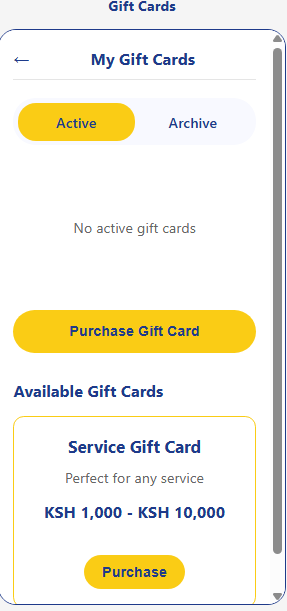 Gift Cards
← My Gift Cards
Active Archive
No active gift cards
Purchase Gift Card
Available Gift Cards
Service Gift Card
Perfect for any service
KSH 1,000 - KSH 10,000
Purchase